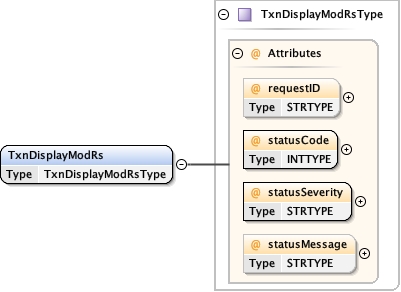 TxnDisplayModRsType
@ Attributes
@ requestID
Type STRTYPE
@ statusCode
Type INTTYPE
TxnDisplayModRs
Type TxnDisplayModRsType
@ statusSeverity
Type STRTYPE
@ statusMessage
Type STRTYPE